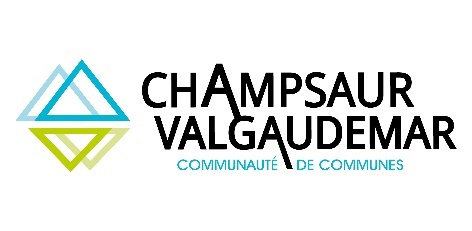 CHAMPSAUR
VALGAUDEMAR
COMMUNAUTÉ DE COMMUNES